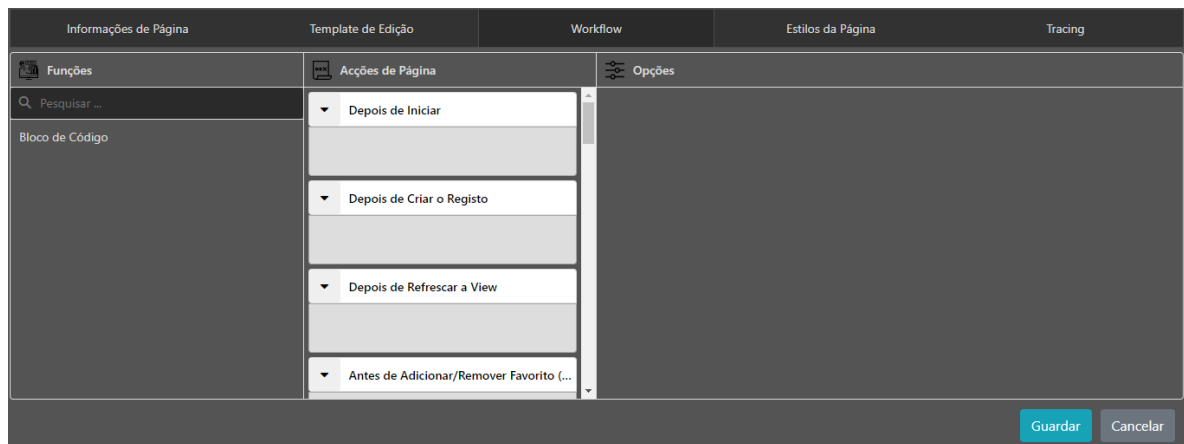 Informações de Página
Template de Edição
Workflow
Estilos da Página
Tracing
Funções
Acções de Página
Opções
Pesquisar ...
Bloco de Código
Depois de Iniciar
Depois de Criar o Registo
Depois de Refrescar a View
Antes de Adicionar/Remover Favorito (...
Guardar
Cancelar